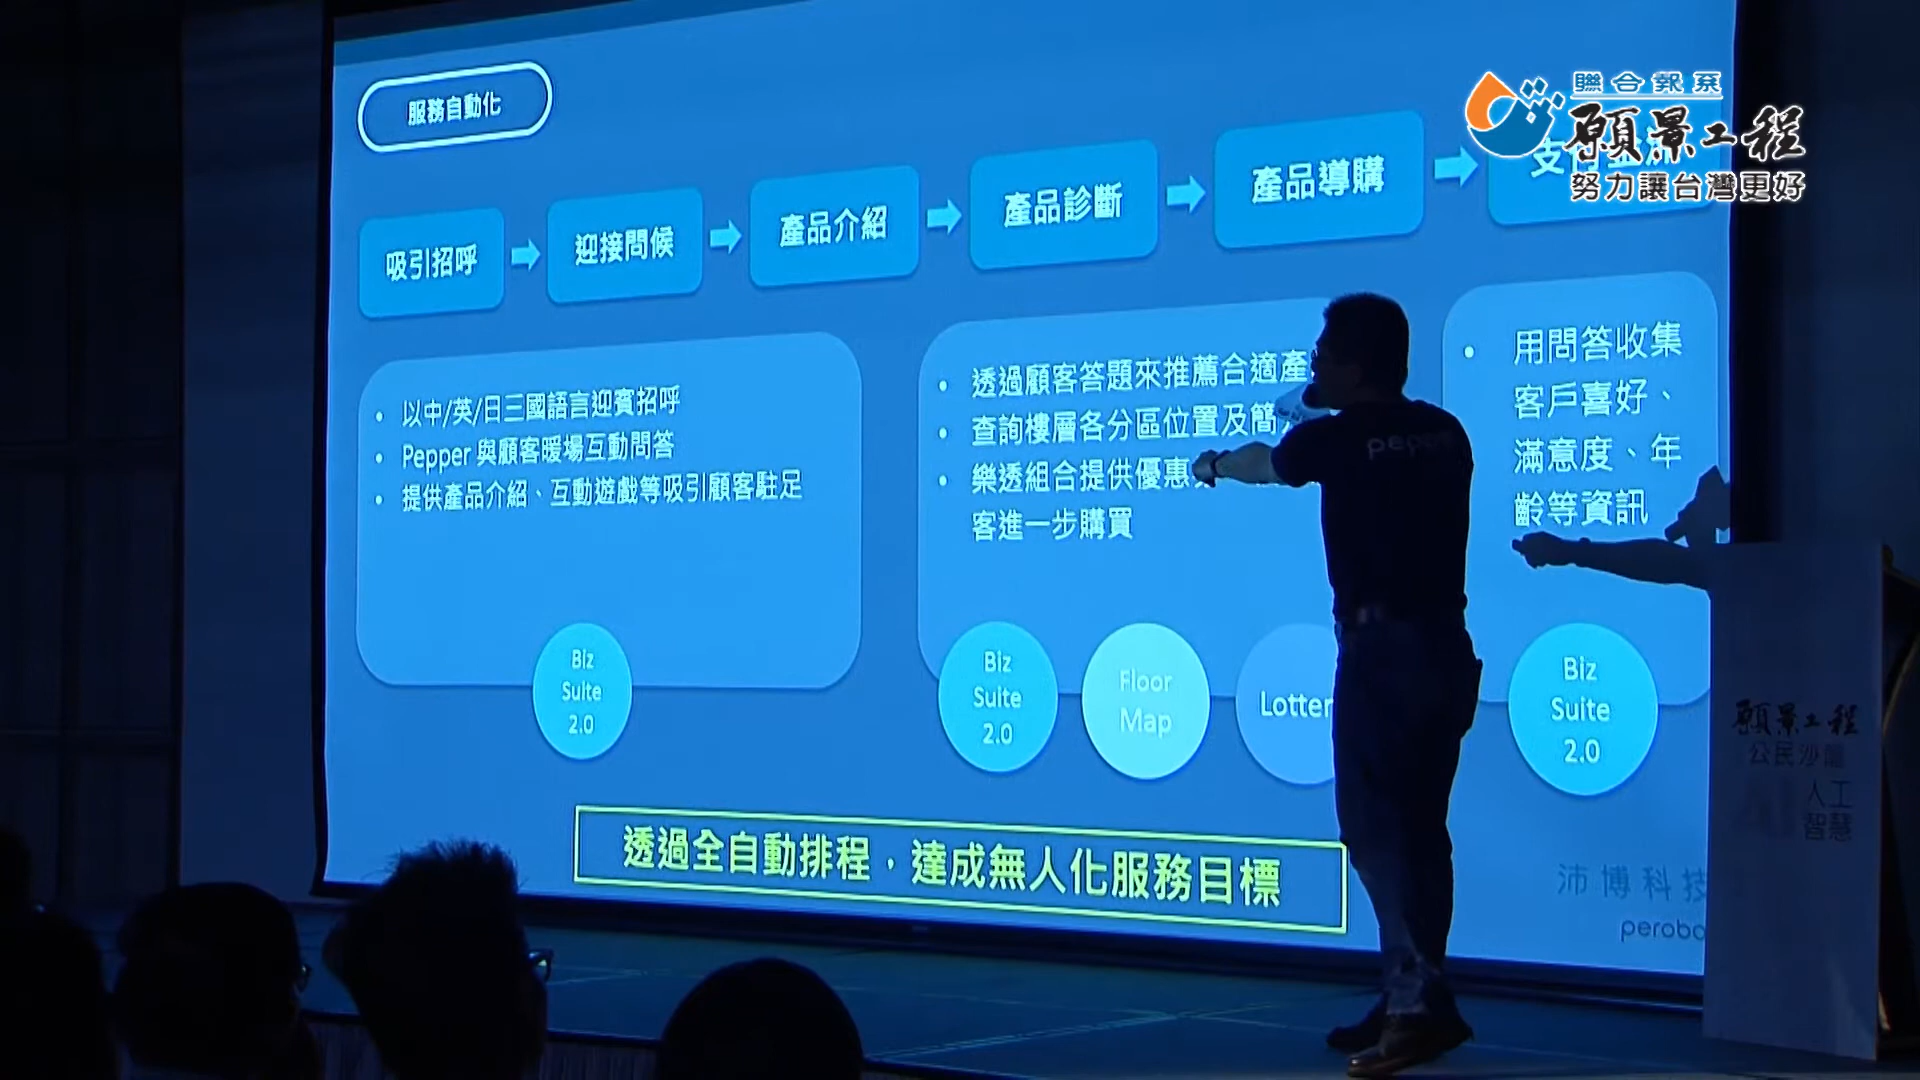 服務自動化
聯合報系
願景工程
努力讓台灣更好
吸引招呼
迎接問候
產品介紹
產品診斷
產品導購
• 以中/英/日三國語言迎賓招呼
• Pepper 與顧客暖場互動問答
• 提供產品介紹、互動遊戲等吸引顧客駐足
Biz
Suite
2.0
• 透過顧客答題來推薦合適產
• 查詢樓層各分區位置及簡
• 樂透組合提供優惠
客進一步購買
Biz
Suite
2.0
Floor
Map
Lotter
• 用問答收集
客戶喜好、
滿意度、年
齡等資訊
Biz
Suite
2.0
透過全自動排程，達成無人化服務目標
沛博科技
perobo
願景工程
公民沙龍
人工
智慧